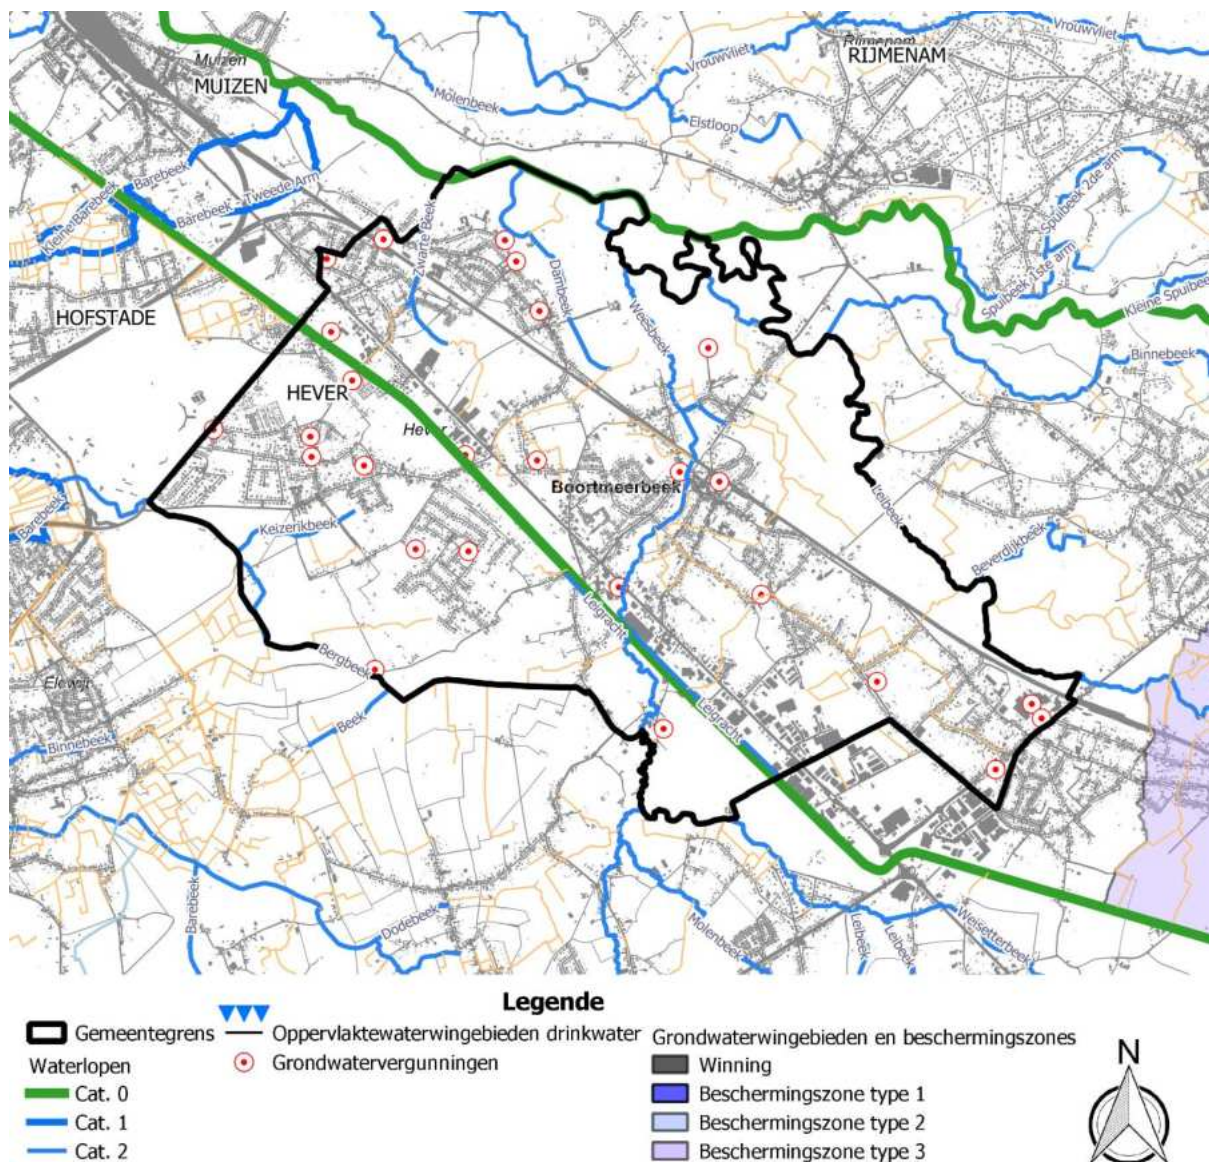 Vrouwvliet
Rijmenam
RIJMENAM
Muizen
MUIZEN
Vrouwvliet
Molenbeek
Elstloop
Barebeek
Kleine Barebeek
Barebeek - Tweede Arm
Spuibeek 2de arm
Zwarte Beek
Dambeek
Spuibeek 1ste arm
Kleine Spuibeek
HOFSTADE
Weesbeek
Binnebeek
HEVER
Hever
Boortmeerbeek
Barebeek
Keizerikbeek
Leibeek
Beverdijkbeek
Leigracht
Bergbeek
Elewijt
Beek
Leigracht
Binnebeek
Barebeek
Dodebeek
Molenbeek
Leibeek
Leibeek
Weisetterbeek
Legende
Gemeentegrens
Oppervlaktewaterwingebieden drinkwater
Grondwaterwingebieden en beschermingszones
Waterlopen
Grondwatervergunningen
Winning
Cat. 0
Beschermingszone type 1
Cat. 1
Beschermingszone type 2
Cat. 2
Beschermingszone type 3
N